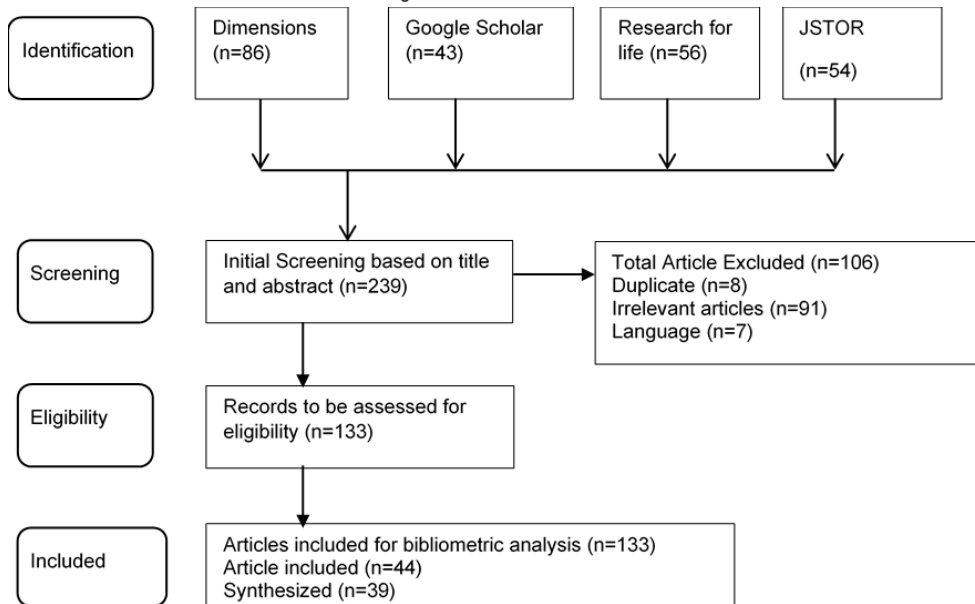 Identification
Dimensions
(n=86)
Google Scholar
(n=43)
Research for
life (n=56)
JSTOR
(n=54)
Screening
Initial Screening based on title
and abstract (n=239)
Total Article Excluded (n=106)
Duplicate (n=8)
Irrelevant articles (n=91)
Language (n=7)
Eligibility
Records to be assessed for
eligibility (n=133)
Included
Articles included for bibliometric analysis (n=133)
Article included (n=44)
Synthesized (n=39)